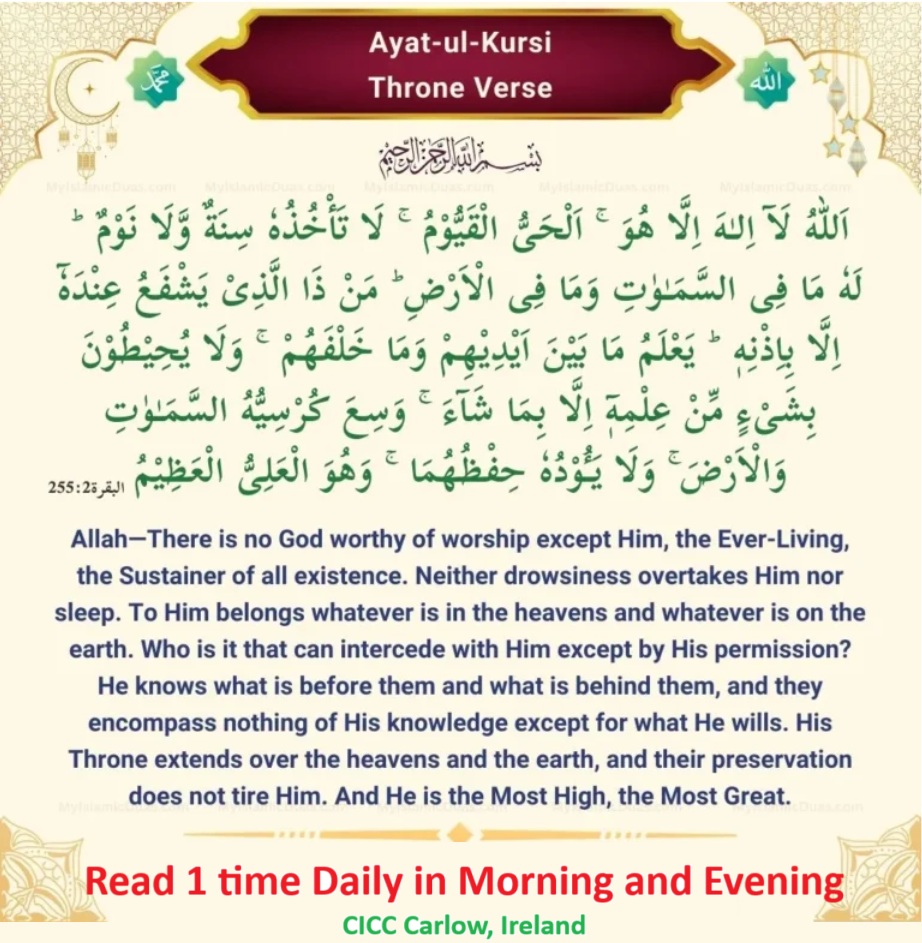 Ayat-ul-Kursi
Throne Verse
محمد
الله
بسم الله الرحمن الرحيم
MyIslamicDuas.com MyIslamicDuas.com MyIslamicDuas.com MyIslamicDuas.com MyIslamicDuas.com
اَللّٰهُ لَآ اِلٰهَ اِلَّا هُوَ ۚ اَلْحَىُّ الْقَيُّوْمُ ۚ لَا تَأْخُذُهٗ سِنَةٌ وَّلَا نَوْمٌ ؕ
لَهٗ مَا فِى السَّمٰوٰتِ وَمَا فِى الْاَرْضِ ؕ مَنْ ذَا الَّذِىْ يَشْفَعُ عِنْدَهٗٓ
اِلَّا بِاِذْنِهٖ ؕ يَعْلَمُ مَا بَيْنَ اَيْدِيْهِمْ وَمَا خَلْفَهُمْ ۚ وَلَا يُحِيْطُوْنَ
بِشَىْءٍ مِّنْ عِلْمِهٖٓ اِلَّا بِمَا شَآءَ ۚ وَسِعَ كُرْسِيُّهُ السَّمٰوٰتِ
وَالْاَرْضَ ۚ وَلَا يَـُٔوْدُهٗ حِفْظُهُمَا ۚ وَهُوَ الْعَلِىُّ الْعَظِيْمُ البقرة2:255
Allah—There is no God worthy of worship except Him, the Ever-Living,
the Sustainer of all existence. Neither drowsiness overtakes Him nor
sleep. To Him belongs whatever is in the heavens and whatever is on the
earth. Who is it that can intercede with Him except by His permission?
He knows what is before them and what is behind them, and they
encompass nothing of His knowledge except for what He wills. His
Throne extends over the heavens and the earth, and their preservation
does not tire Him. And He is the Most High, the Most Great.
Read 1 time Daily in Morning and Evening
CICC Carlow, Ireland